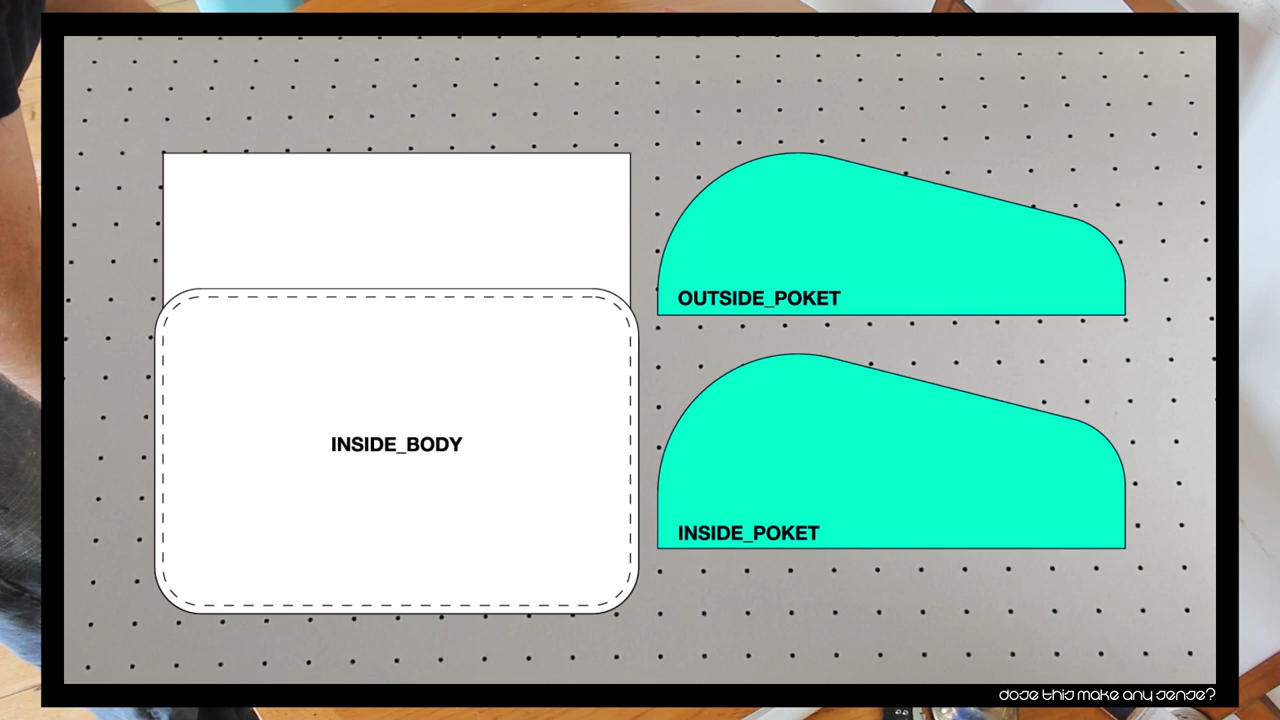 OUTSIDE_POKET
INSIDE_BODY
INSIDE_POKET
dose this make any sense?